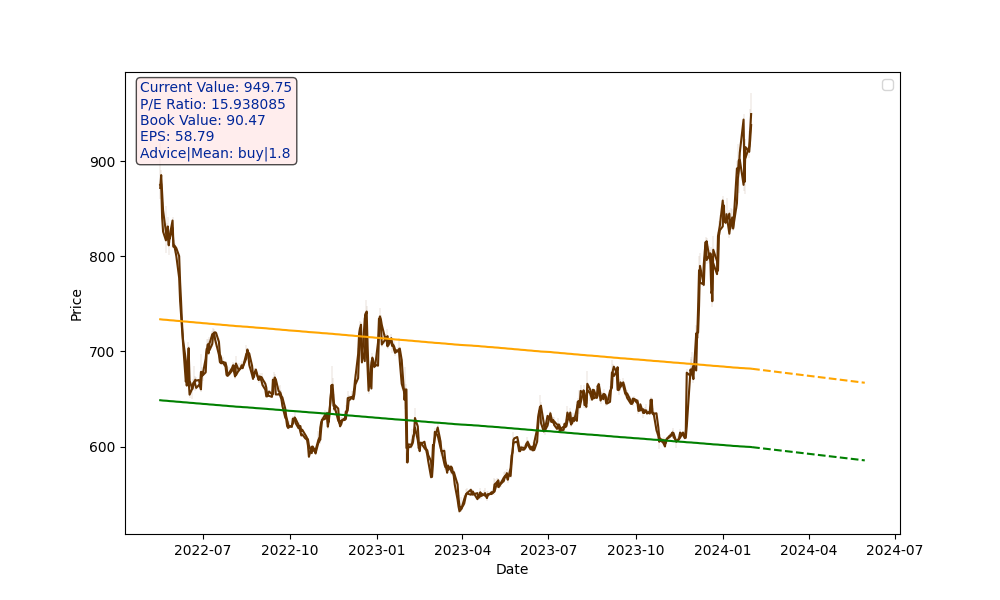 Current Value: 949.75
P/E Ratio: 15.938085
Book Value: 90.47
EPS: 58.79
Advice|Mean: buy|1.8
900
800
700
600
Price
2022-07 2022-10 2023-01 2023-04 2023-07 2023-10 2024-01 2024-04 2024-07
Date